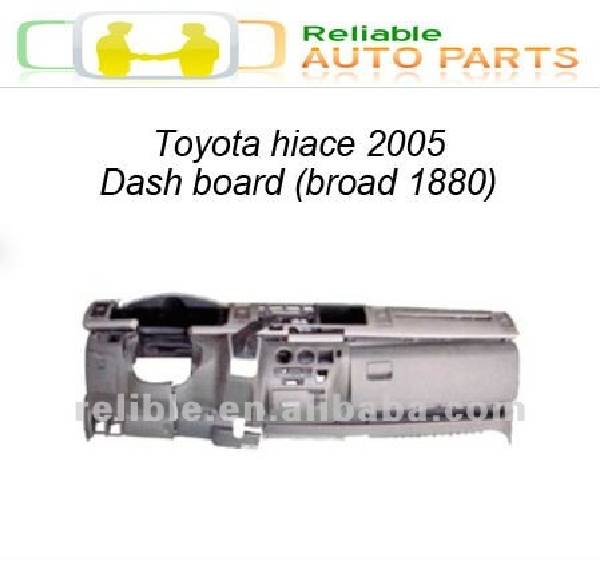 Reliable
AUTO PARTS
Toyota hiace 2005
Dash board (broad 1880)
relible.en.alibaba.com